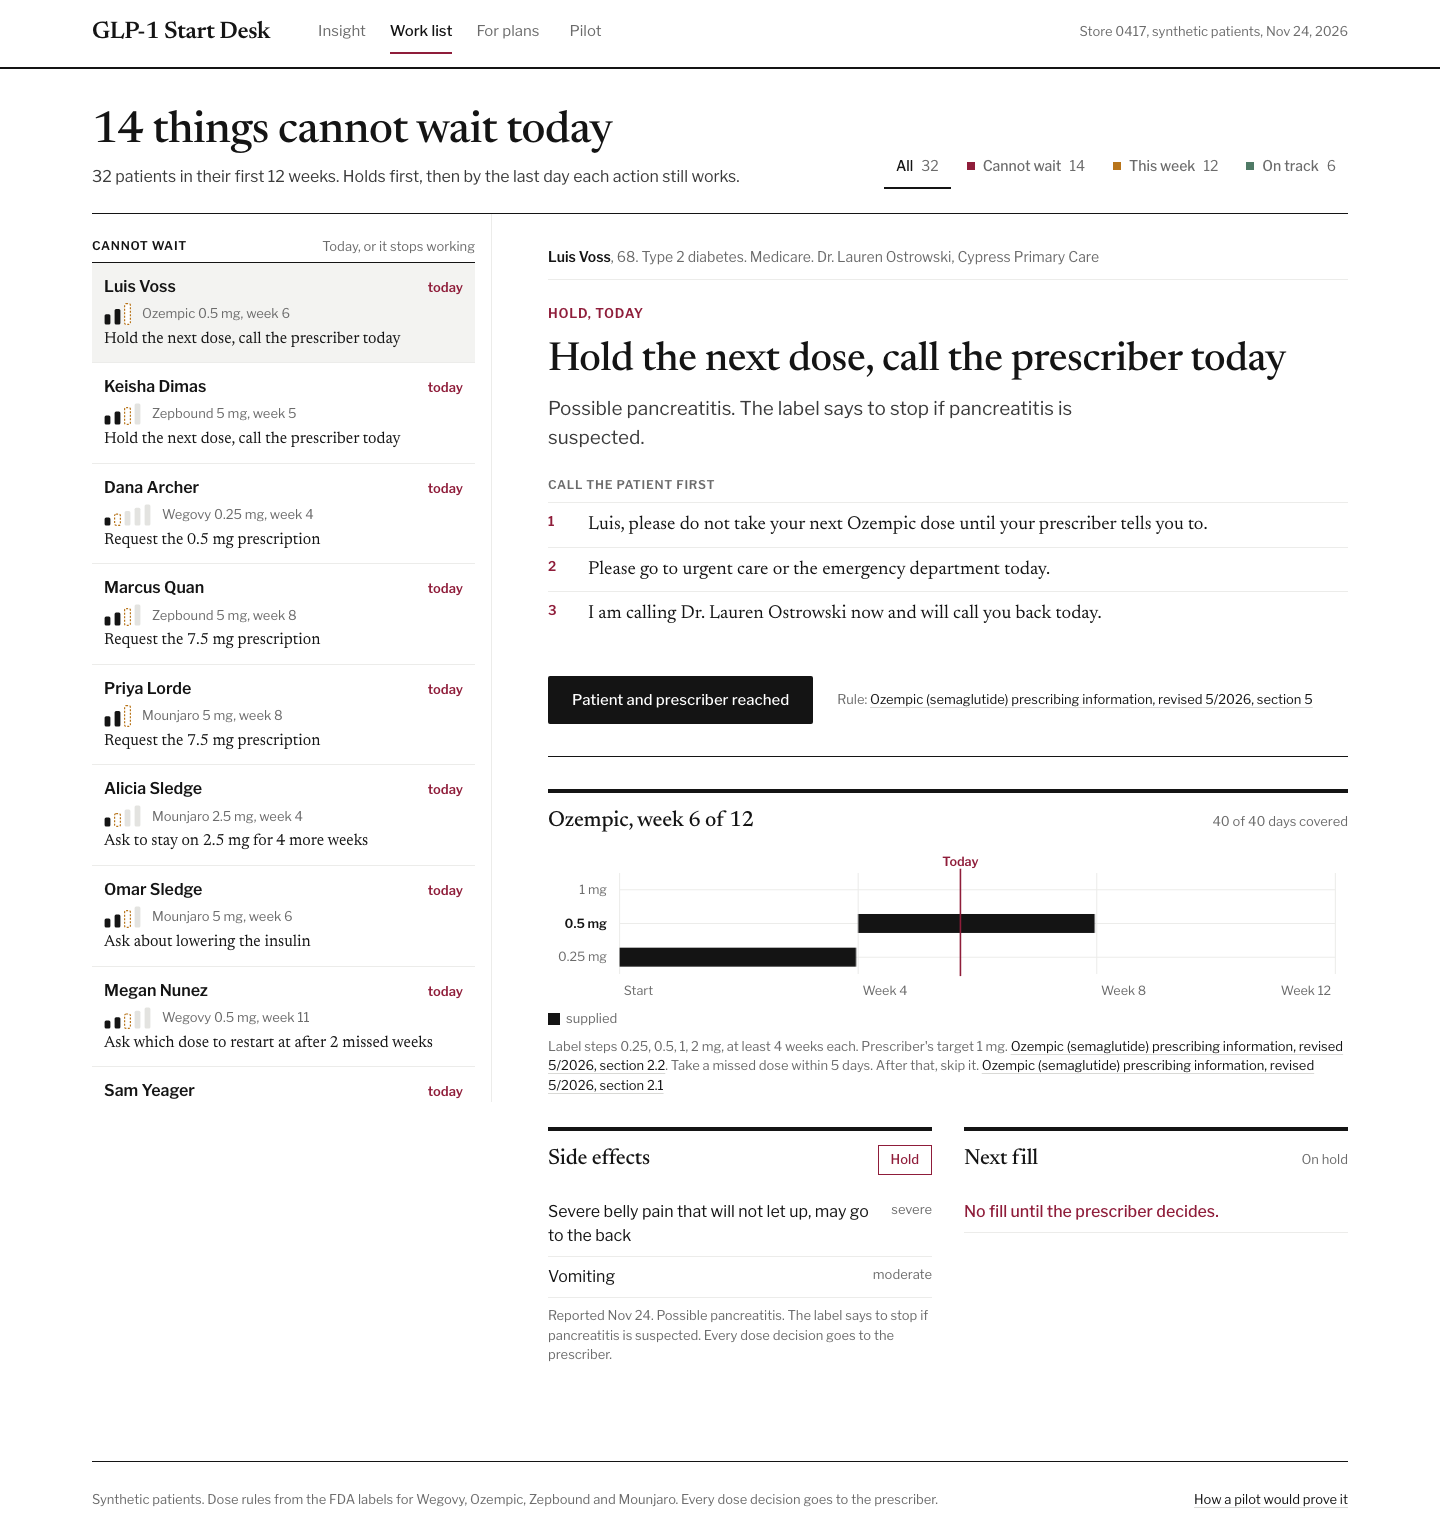 GLP-1 Start Desk
Insight
Work list
For plans
Pilot
Store 0417, synthetic patients, Nov 24, 2026
14 things cannot wait today
32 patients in their first 12 weeks. Holds first, then by the last day each action still works.
All 32
Cannot wait 14
This week 12
On track 6
CANNOT WAIT
Today, or it stops working
Luis Voss
today
Ozempic 0.5 mg, week 6
Hold the next dose, call the prescriber today
Keisha Dimas
today
Zepbound 5 mg, week 5
Hold the next dose, call the prescriber today
Dana Archer
today
Wegovy 0.25 mg, week 4
Request the 0.5 mg prescription
Marcus Quan
today
Zepbound 5 mg, week 8
Request the 7.5 mg prescription
Priya Lorde
today
Mounjaro 5 mg, week 8
Request the 7.5 mg prescription
Alicia Sledge
today
Mounjaro 2.5 mg, week 4
Ask to stay on 2.5 mg for 4 more weeks
Omar Sledge
today
Mounjaro 5 mg, week 6
Ask about lowering the insulin
Megan Nunez
today
Wegovy 0.5 mg, week 11
Ask which dose to restart at after 2 missed weeks
Sam Yeager
today
Luis Voss, 68. Type 2 diabetes. Medicare. Dr. Lauren Ostrowski, Cypress Primary Care
HOLD, TODAY
Hold the next dose, call the prescriber today
Possible pancreatitis. The label says to stop if pancreatitis is
suspected.
CALL THE PATIENT FIRST
1 Luis, please do not take your next Ozempic dose until your prescriber tells you to.
2 Please go to urgent care or the emergency department today.
3 I am calling Dr. Lauren Ostrowski now and will call you back today.
Patient and prescriber reached
Rule: Ozempic (semaglutide) prescribing information, revised 5/2026, section 5
Ozempic, week 6 of 12
40 of 40 days covered
Today
1 mg
0.5 mg
0.25 mg
Start
Week 4
Week 8
Week 12
supplied
Label steps 0.25, 0.5, 1, 2 mg, at least 4 weeks each. Prescriber's target 1 mg. Ozempic (semaglutide) prescribing information, revised
5/2026, section 2.2. Take a missed dose within 5 days. After that, skip it. Ozempic (semaglutide) prescribing information, revised
5/2026, section 2.1
Side effects
Hold
Severe belly pain that will not let up, may go
to the back
severe
Vomiting
moderate
Reported Nov 24. Possible pancreatitis. The label says to stop if
pancreatitis is suspected. Every dose decision goes to the
prescriber.
Next fill
On hold
No fill until the prescriber decides.
Synthetic patients. Dose rules from the FDA labels for Wegovy, Ozempic, Zepbound and Mounjaro. Every dose decision goes to the prescriber.
How a pilot would prove it